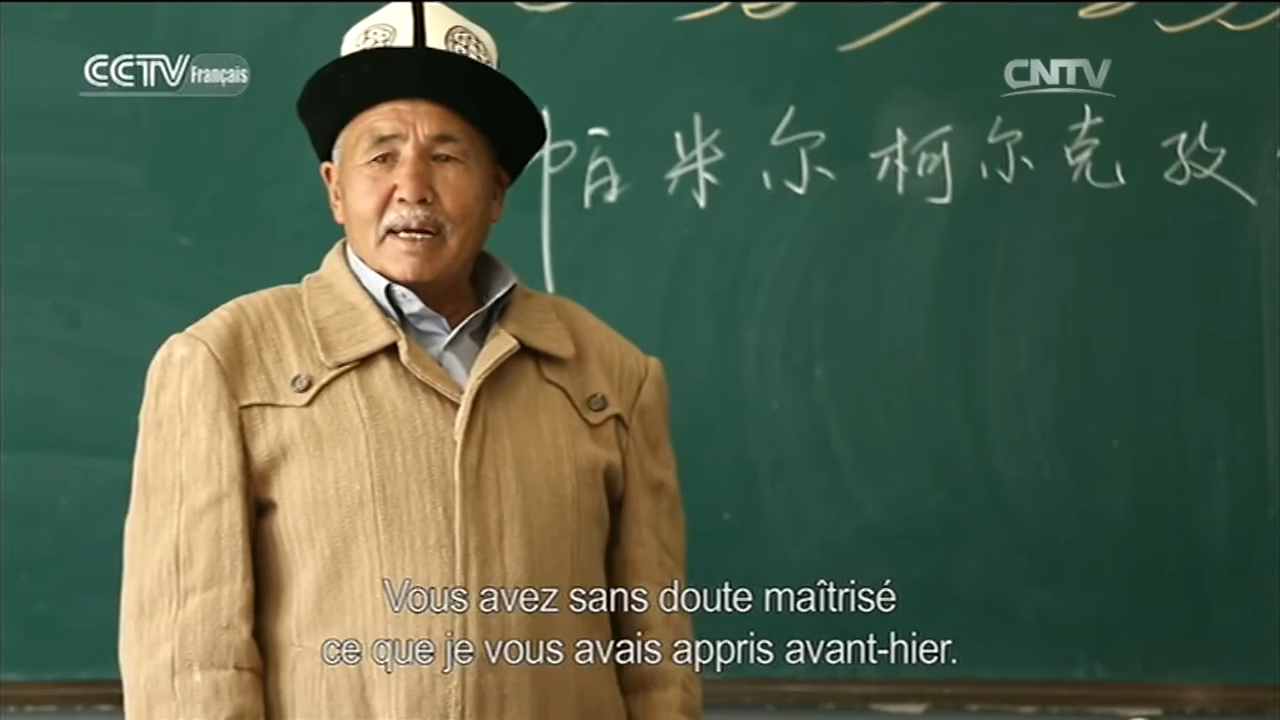 CCTV Français
CNTV
帕米尔柯尔克孜
Vous avez sans doute maîtrisé
ce que je vous avais appris avant-hier.